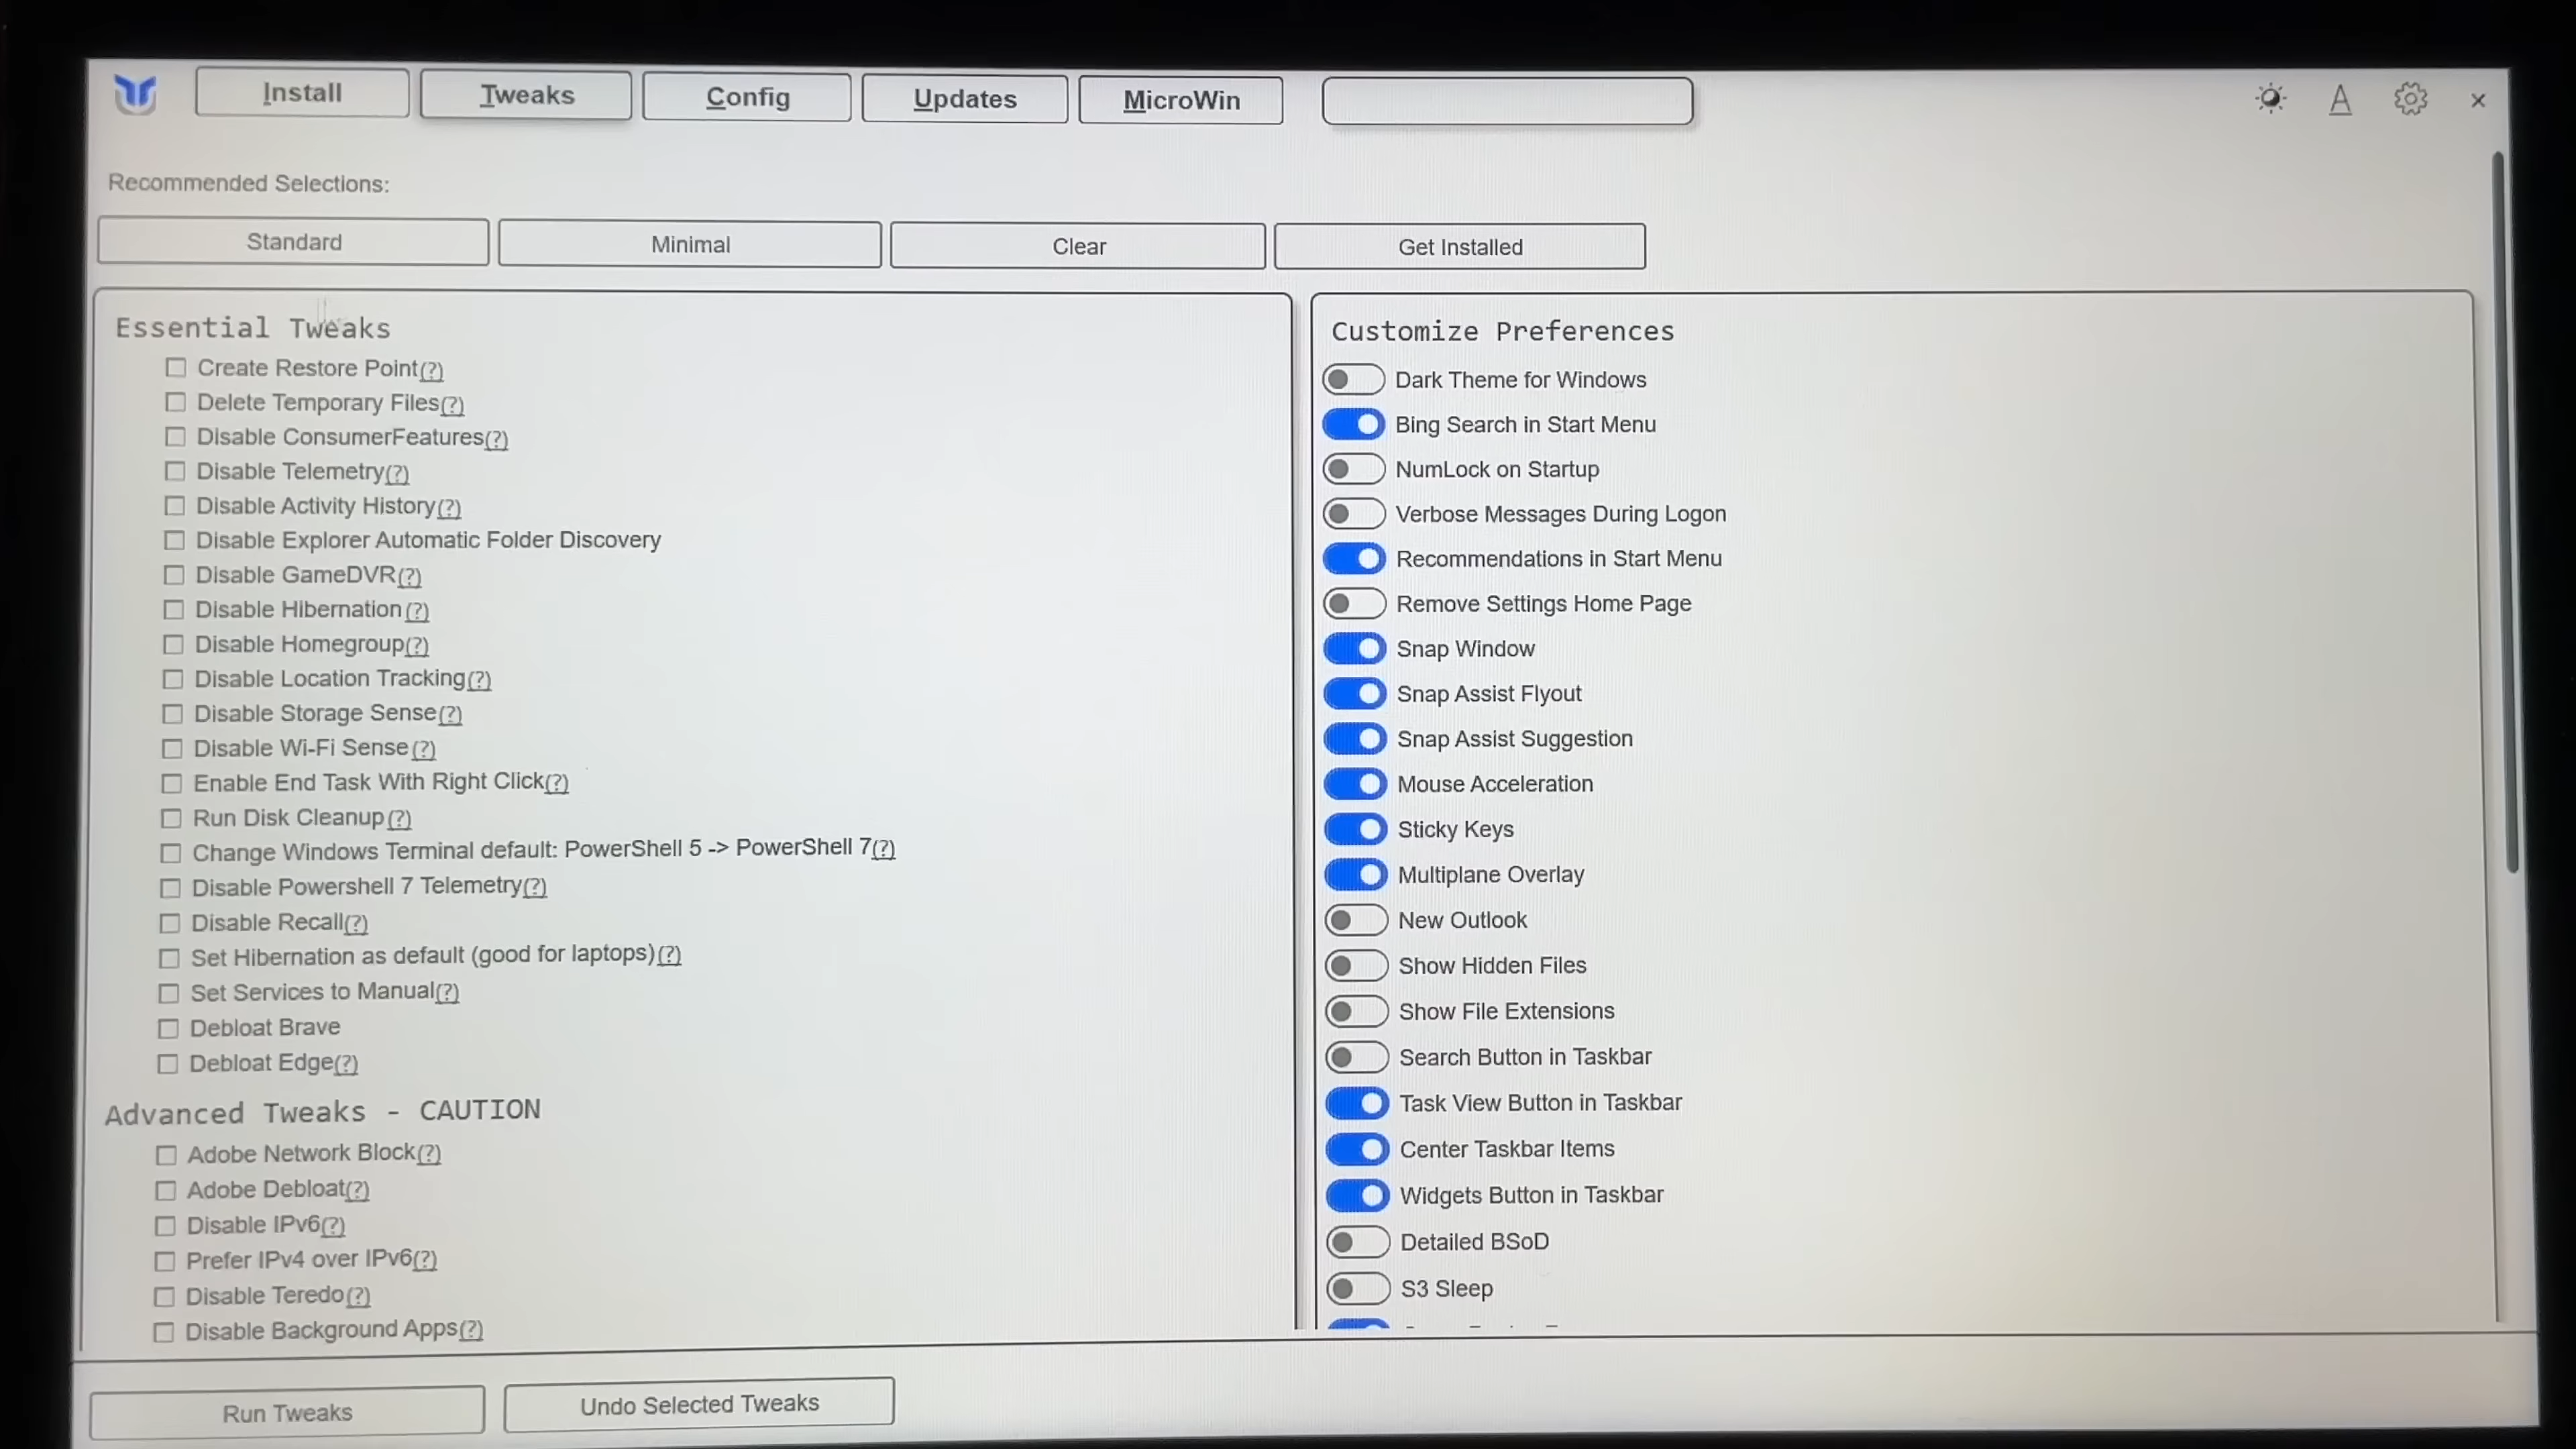 Install
Tweaks
Config
Updates
MicroWin
A
Recommended Selections:
Standard
Minimal
Clear
Get Installed
Essential Tweaks
Create Restore Point(?)
Delete Temporary Files(?)
Disable ConsumerFeatures(?)
Disable Telemetry(?)
Disable Activity History(?)
Disable Explorer Automatic Folder Discovery
Disable GameDVR(?)
Disable Hibernation(?)
Disable Homegroup(?)
Disable Location Tracking(?)
Disable Storage Sense(?)
Disable Wi-Fi Sense(?)
Enable End Task With Right Click(?)
Run Disk Cleanup(?)
Change Windows Terminal default: PowerShell 5 -> PowerShell 7(?)
Disable Powershell 7 Telemetry(?)
Disable Recall(?)
Set Hibernation as default (good for laptops)(?)
Set Services to Manual(?)
Debloat Brave
Debloat Edge(?)
Advanced Tweaks - CAUTION
Adobe Network Block(?)
Adobe Debloat(?)
Disable IPv6(?)
Prefer IPv4 over IPv6(?)
Disable Teredo(?)
Disable Background Apps(?)
Customize Preferences
Dark Theme for Windows
Bing Search in Start Menu
NumLock on Startup
Verbose Messages During Logon
Recommendations in Start Menu
Remove Settings Home Page
Snap Window
Snap Assist Flyout
Snap Assist Suggestion
Mouse Acceleration
Sticky Keys
Multiplane Overlay
New Outlook
Show Hidden Files
Show File Extensions
Search Button in Taskbar
Task View Button in Taskbar
Center Taskbar Items
Widgets Button in Taskbar
Detailed BSoD
S3 Sleep
Run Tweaks
Undo Selected Tweaks